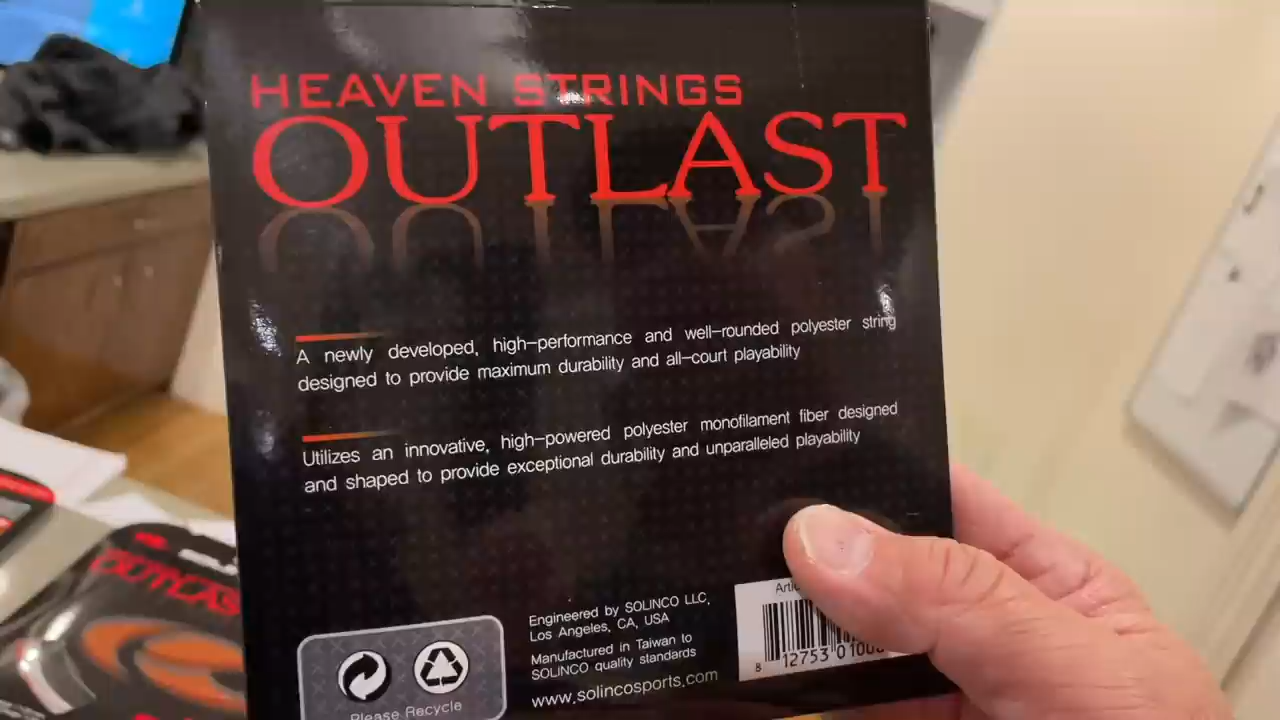 HEAVEN STRINGS
OUTLAST
A newly developed, high-performance and well-rounded polyester string
designed to provide maximum durability and all-court playability
Utilizes an innovative, high-powered polyester monofilament fiber designed
and shaped to provide exceptional durability and unparalleled playability
Engineered by SOLINCO LLC,
Los Angeles, CA, USA
Manufactured in Taiwan to
SOLINCO quality standards
www.solincosports.com
Please Recycle
8 12753 0
OUTLAS